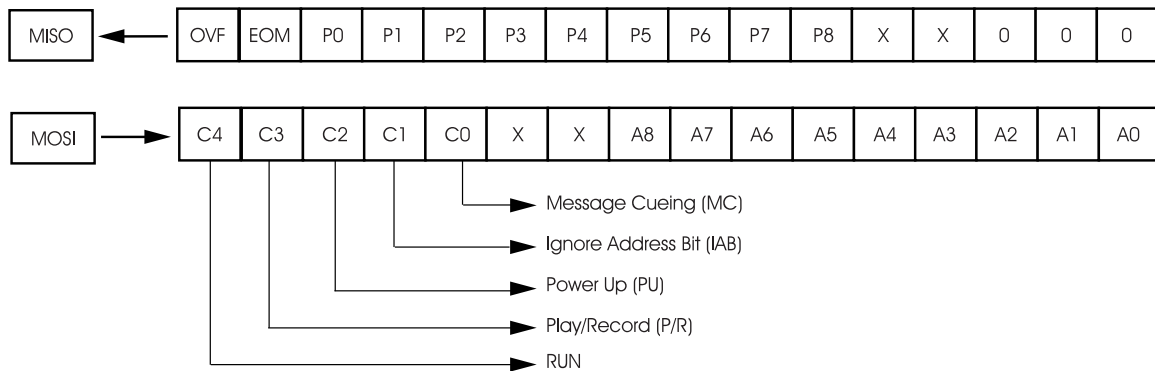 MISO OVF EOM P0 P1 P2 P3 P4 P5 P6 P7 P8 X X 0 0 0
MOSI C4 C3 C2 C1 C0 X X A8 A7 A6 A5 A4 A3 A2 A1 A0
Message Cueing (MC)
Ignore Address Bit (IAB)
Power Up (PU)
Play/Record (P/R)
RUN